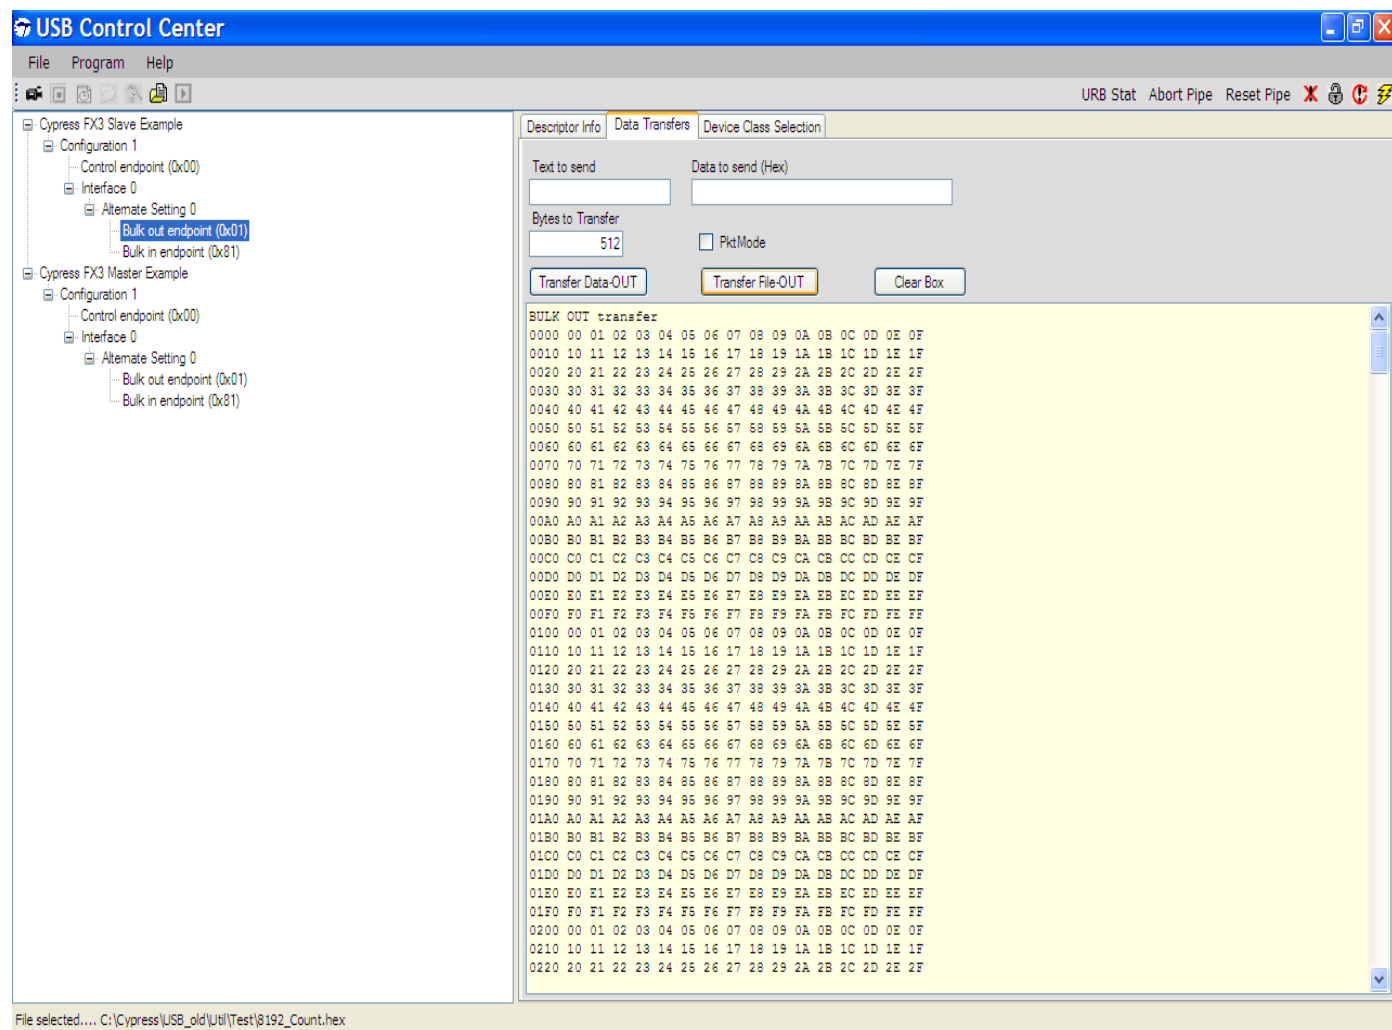 USB Control Center
File Program Help
URB Stat Abort Pipe Reset Pipe
Cypress FX3 Slave Example
Configuration 1
Control endpoint (0x00)
Interface 0
Alternate Setting 0
Bulk out endpoint (0x01)
Bulk in endpoint (0x81)
Cypress FX3 Master Example
Configuration 1
Control endpoint (0x00)
Interface 0
Alternate Setting 0
Bulk out endpoint (0x01)
Bulk in endpoint (0x81)
Descriptor Info Data Transfers Device Class Selection
Text to send Data to send (Hex)
Bytes to Transfer
512 PktMode
Transfer Data-OUT Transfer File-OUT Clear Box
BULK OUT transfer
0000 00 01 02 03 04 05 06 07 08 09 0A 0B 0C 0D 0E 0F
0010 10 11 12 13 14 15 16 17 18 19 1A 1B 1C 1D 1E 1F
0020 20 21 22 23 24 25 26 27 28 29 2A 2B 2C 2D 2E 2F
0030 30 31 32 33 34 35 36 37 38 39 3A 3B 3C 3D 3E 3F
0040 40 41 42 43 44 45 46 47 48 49 4A 4B 4C 4D 4E 4F
0050 50 51 52 53 54 55 56 57 58 59 5A 5B 5C 5D 5E 5F
0060 60 61 62 63 64 65 66 67 68 69 6A 6B 6C 6D 6E 6F
0070 70 71 72 73 74 75 76 77 78 79 7A 7B 7C 7D 7E 7F
0080 80 81 82 83 84 85 86 87 88 89 8A 8B 8C 8D 8E 8F
0090 90 91 92 93 94 95 96 97 98 99 9A 9B 9C 9D 9E 9F
00A0 A0 A1 A2 A3 A4 A5 A6 A7 A8 A9 AA AB AC AD AE AF
00B0 B0 B1 B2 B3 B4 B5 B6 B7 B8 B9 BA BB BC BD BE BF
00C0 C0 C1 C2 C3 C4 C5 C6 C7 C8 C9 CA CB CC CD CE CF
00D0 D0 D1 D2 D3 D4 D5 D6 D7 D8 D9 DA DB DC DD DE DF
00E0 E0 E1 E2 E3 E4 E5 E6 E7 E8 E9 EA EB EC ED EE EF
00F0 F0 F1 F2 F3 F4 F5 F6 F7 F8 F9 FA FB FC FD FE FF
0100 00 01 02 03 04 05 06 07 08 09 0A 0B 0C 0D 0E 0F
0110 10 11 12 13 14 15 16 17 18 19 1A 1B 1C 1D 1E 1F
0120 20 21 22 23 24 25 26 27 28 29 2A 2B 2C 2D 2E 2F
0130 30 31 32 33 34 35 36 37 38 39 3A 3B 3C 3D 3E 3F
0140 40 41 42 43 44 45 46 47 48 49 4A 4B 4C 4D 4E 4F
0150 50 51 52 53 54 55 56 57 58 59 5A 5B 5C 5D 5E 5F
0160 60 61 62 63 64 65 66 67 68 69 6A 6B 6C 6D 6E 6F
0170 70 71 72 73 74 75 76 77 78 79 7A 7B 7C 7D 7E 7F
0180 80 81 82 83 84 85 86 87 88 89 8A 8B 8C 8D 8E 8F
0190 90 91 92 93 94 95 96 97 98 99 9A 9B 9C 9D 9E 9F
01A0 A0 A1 A2 A3 A4 A5 A6 A7 A8 A9 AA AB AC AD AE AF
01B0 B0 B1 B2 B3 B4 B5 B6 B7 B8 B9 BA BB BC BD BE BF
01C0 C0 C1 C2 C3 C4 C5 C6 C7 C8 C9 CA CB CC CD CE CF
01D0 D0 D1 D2 D3 D4 D5 D6 D7 D8 D9 DA DB DC DD DE DF
01E0 E0 E1 E2 E3 E4 E5 E6 E7 E8 E9 EA EB EC ED EE EF
01F0 F0 F1 F2 F3 F4 F5 F6 F7 F8 F9 FA FB FC FD FE FF
0200 00 01 02 03 04 05 06 07 08 09 0A 0B 0C 0D 0E 0F
0210 10 11 12 13 14 15 16 17 18 19 1A 1B 1C 1D 1E 1F
0220 20 21 22 23 24 25 26 27 28 29 2A 2B 2C 2D 2E 2F
File selected.... C:\Cypress\USB_old\Util\Test\8192_Count.hex